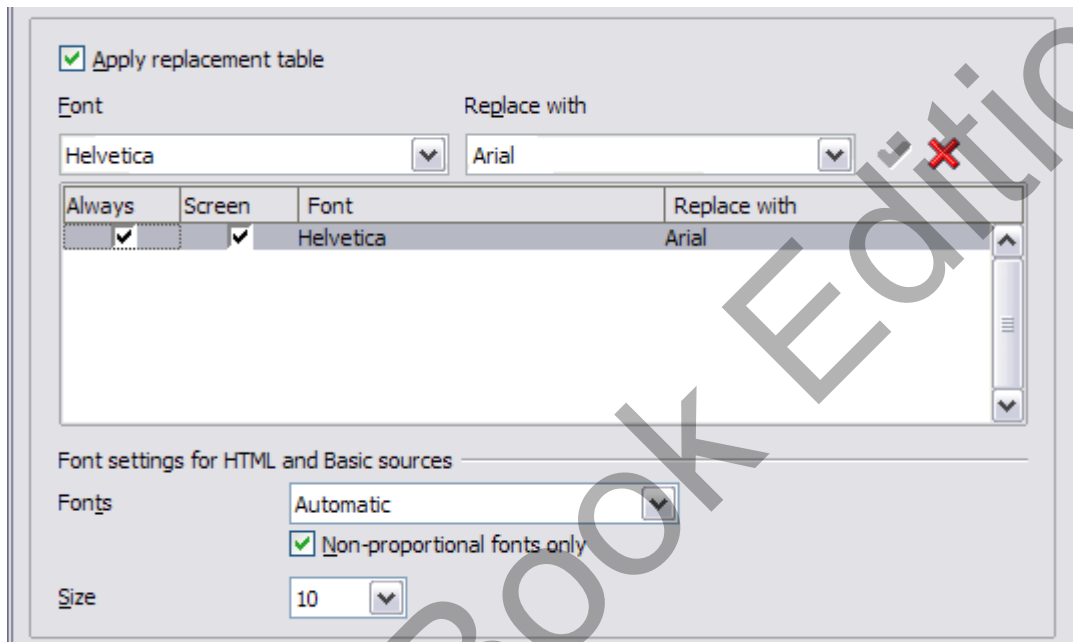 Apply replacement table
Font Replace with
Helvetica Arial
Always Screen Font Replace with
Helvetica Arial
Font settings for HTML and Basic sources
Fonts Automatic
Non-proportional fonts only
Size 10
Book Editio